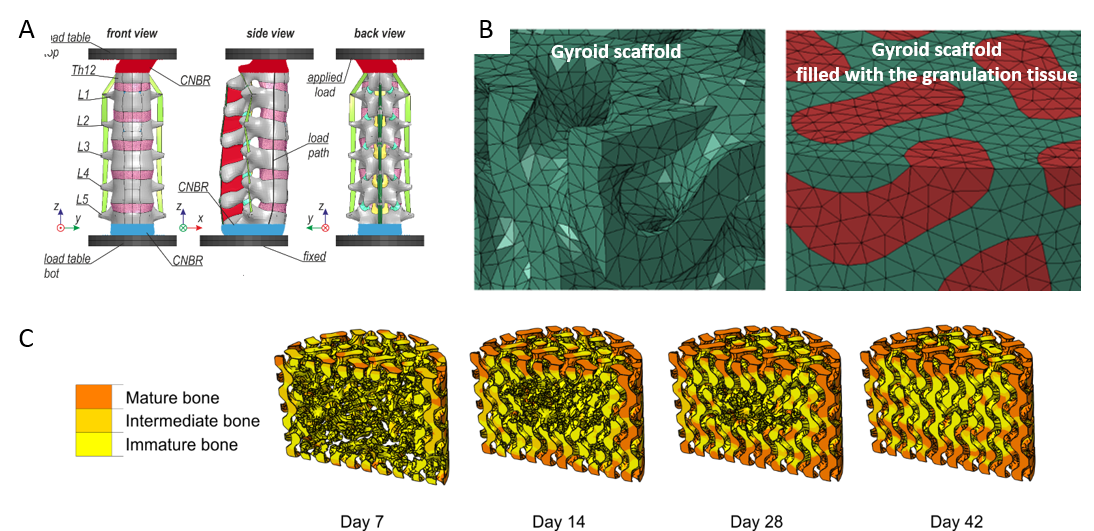 A
front view
side view
back view
ad table
op
Th12
L1
L2
L3
L4
L5
CNBR
applied
load
load
path
CNBR
z
y
z
x
z
y
load table
bot
CNBR
fixed
B
Gyroid scaffold
Gyroid scaffold
filled with the granulation tissue
C
Mature bone
Intermediate bone
Immature bone
Day 7
Day 14
Day 28
Day 42